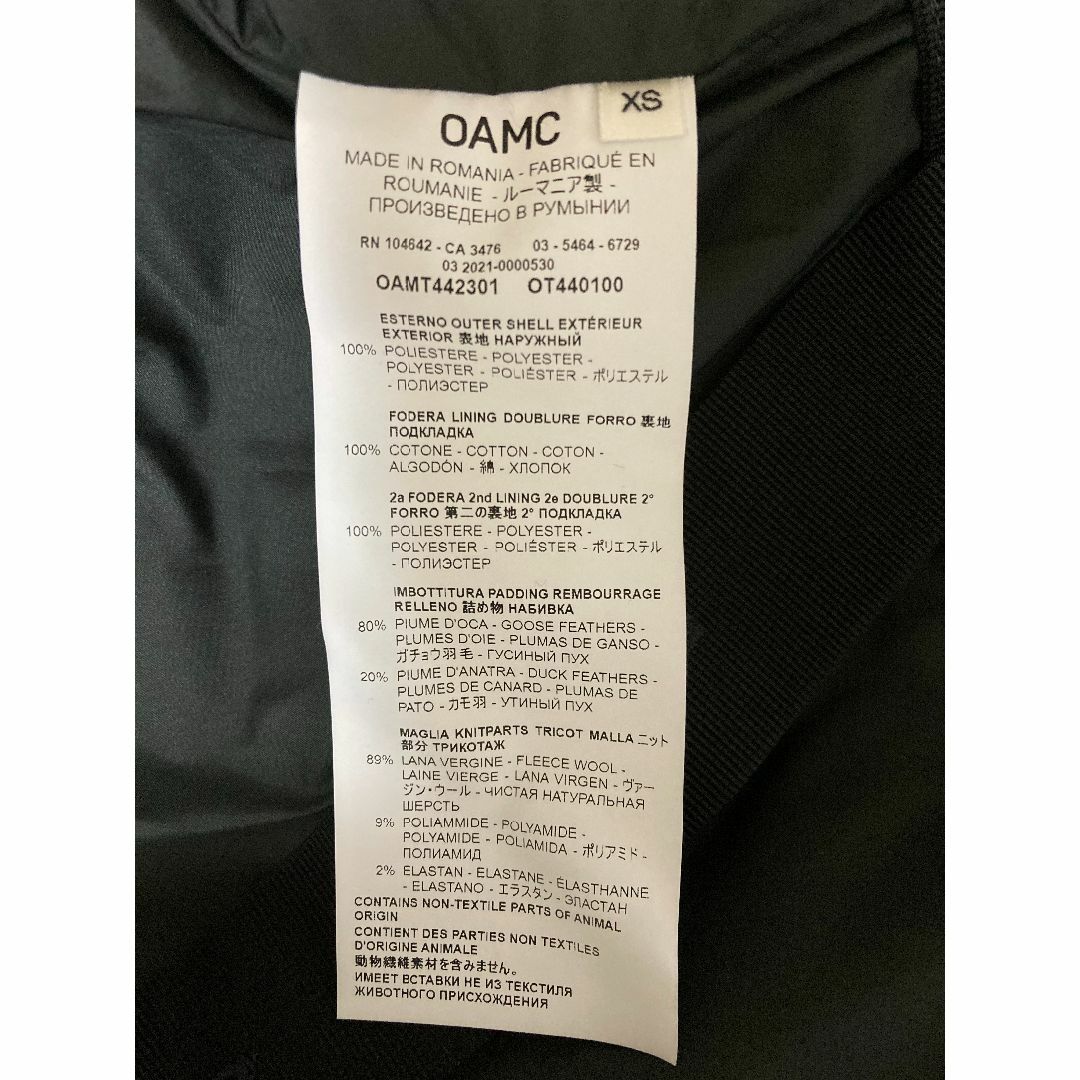 XS
OAMC
MADE IN ROMANIA - FABRIQUÉ EN
ROUMANIE - ルーマニア製 -
ПРОИЗВЕДЕНО В РУМЫНИИ
RN 104642 - CA 3476 03 - 5464 - 6729
03 2021-0000530
OAMT442301 OT440100
ESTERNO OUTER SHELL EXTÉRIEUR
EXTERIOR 表地 НАРУЖНЫЙ
100% POLIESTERE - POLYESTER -
POLYESTER - POLIÉSTER - ポリエステル
- ПОЛИЭСТЕР
FODERA LINING DOUBLURE FORRO 裏地
ПОДКЛАДКА
100% COTONE - COTTON - COTON -
ALGODÓN - 綿 - ХЛОПОК
2a FODERA 2nd LINING 2e DOUBLURE 2°
FORRO 第二の裏地 2° ПОДКЛАДКА
100% POLIESTERE - POLYESTER -
POLYESTER - POLIÉSTER - ポリエステル
- ПОЛИЭСТЕР
IMBOTTITURA PADDING REMBOURRAGE
RELLENO 詰め物 НАБИВКА
80% PIUME D'OCA - GOOSE FEATHERS -
PLUMES D'OIE - PLUMAS DE GANSO -
ガチョウ羽毛 - ГУСИНЫЙ ПУХ
20% PIUME D'ANATRA - DUCK FEATHERS -
PLUMES DE CANARD - PLUMAS DE
PATO - カモ羽 - УТИНЫЙ ПУХ
MAGLIA KNITPARTS TRICOT MALLA ニット
部分 ТРИКОТАЖ
89% LANA VERGINE - FLEECE WOOL -
LAINE VIERGE - LANA VIRGEN - ヴァー
ジン・ウール - ЧИСТАЯ НАТУРАЛЬНАЯ
ШЕРСТЬ
9% POLIAMMIDE - POLYAMIDE -
POLYAMIDE - POLIAMIDA - ポリアミド -
ПОЛИАМИД
2% ELASTAN - ELASTANE - ÉLASTHANNE
- ELASTANO - エラスタン - ЭЛАСТАН
CONTAINS NON-TEXTILE PARTS OF ANIMAL
ORIGIN
CONTIENT DES PARTIES NON TEXTILES
D'ORIGINE ANIMALE
動物繊維素材を含みません。
ИМЕЕТ ВСТАВКИ НЕ ИЗ ТЕКСТИЛЯ
ЖИВОТНОГО ПРИСХОЖДЕНИЯ